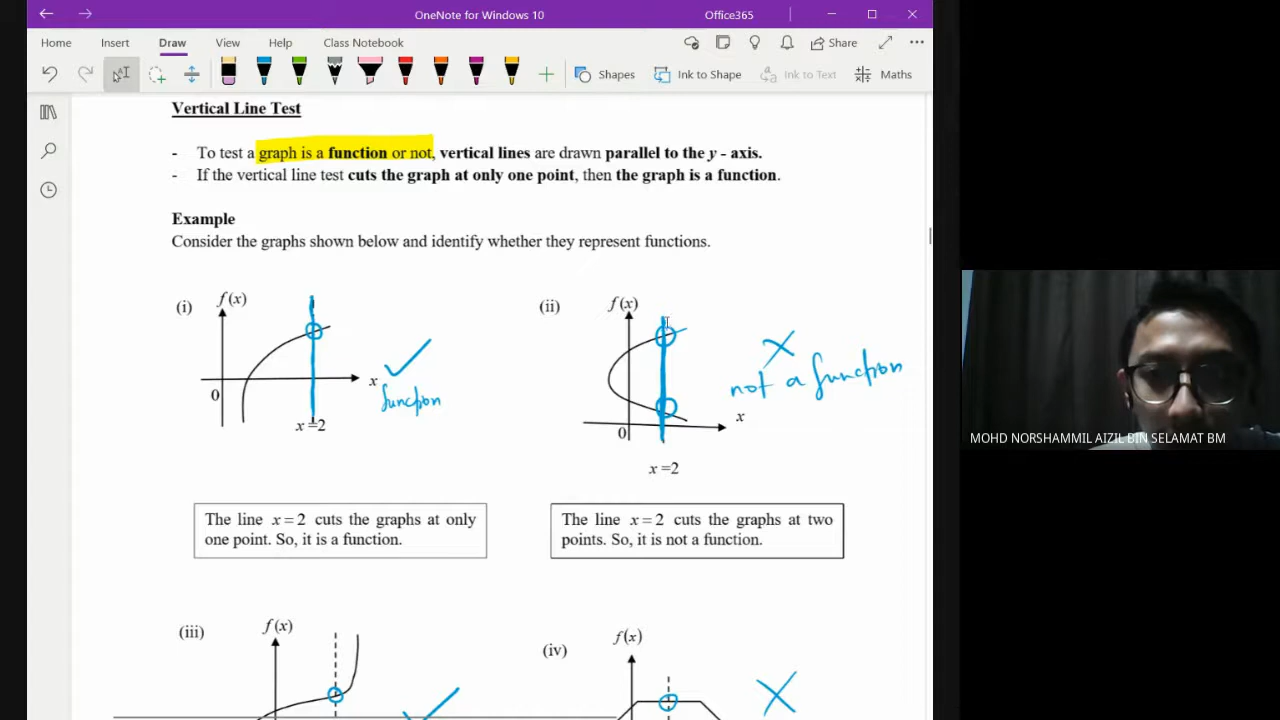 OneNote for Windows 10
Office365
Home
Insert
Draw
View
Help
Class Notebook
Share
Shapes
Ink to Shape
Ink to Text
Maths
Vertical Line Test
- To test a graph is a function or not, vertical lines are drawn parallel to the y - axis.
- If the vertical line test cuts the graph at only one point, then the graph is a function.
Example
Consider the graphs shown below and identify whether they represent functions.
(i)
f(x)
0
x
x =2
function
(ii)
f(x)
0
x
x =2
not a function
The line x = 2 cuts the graphs at only
one point. So, it is a function.
The line x = 2 cuts the graphs at two
points. So, it is not a function.
(iii)
f(x)
(iv)
f(x)
MOHD NORSHAMMIL AIZIL BIN SELAMAT BM